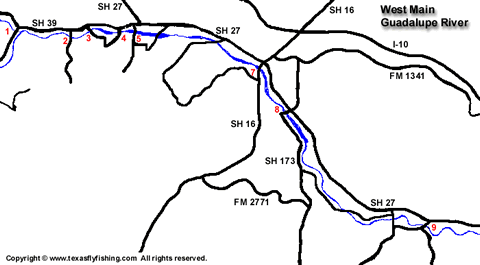 West Main
Guadalupe River
SH 27
SH 16
SH 39
SH 27
I-10
1
2
3
4
5
FM 1341
7
8
SH 16
SH 173
FM 2771
SH 27
9
Copyright © www.texasflyfishing.com All rights reserved.